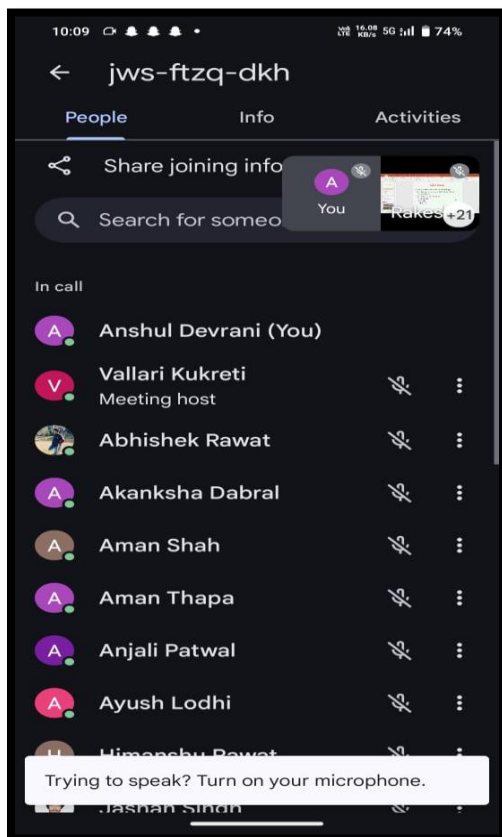 10:09
VoD LTE 16.08 KB/s 5G 74%
jws-ftzq-dkh
People Info Activities
Share joining info
A
You
Rakes +21
Search for someo
In call
A Anshul Devrani (You)
V Vallari Kukreti
Meeting host
Abhishek Rawat
A Akanksha Dabral
A Aman Shah
A Aman Thapa
A Anjali Patwal
A Ayush Lodhi
H Himanshu Rawat
Trying to speak? Turn on your microphone.
Jashan Singh